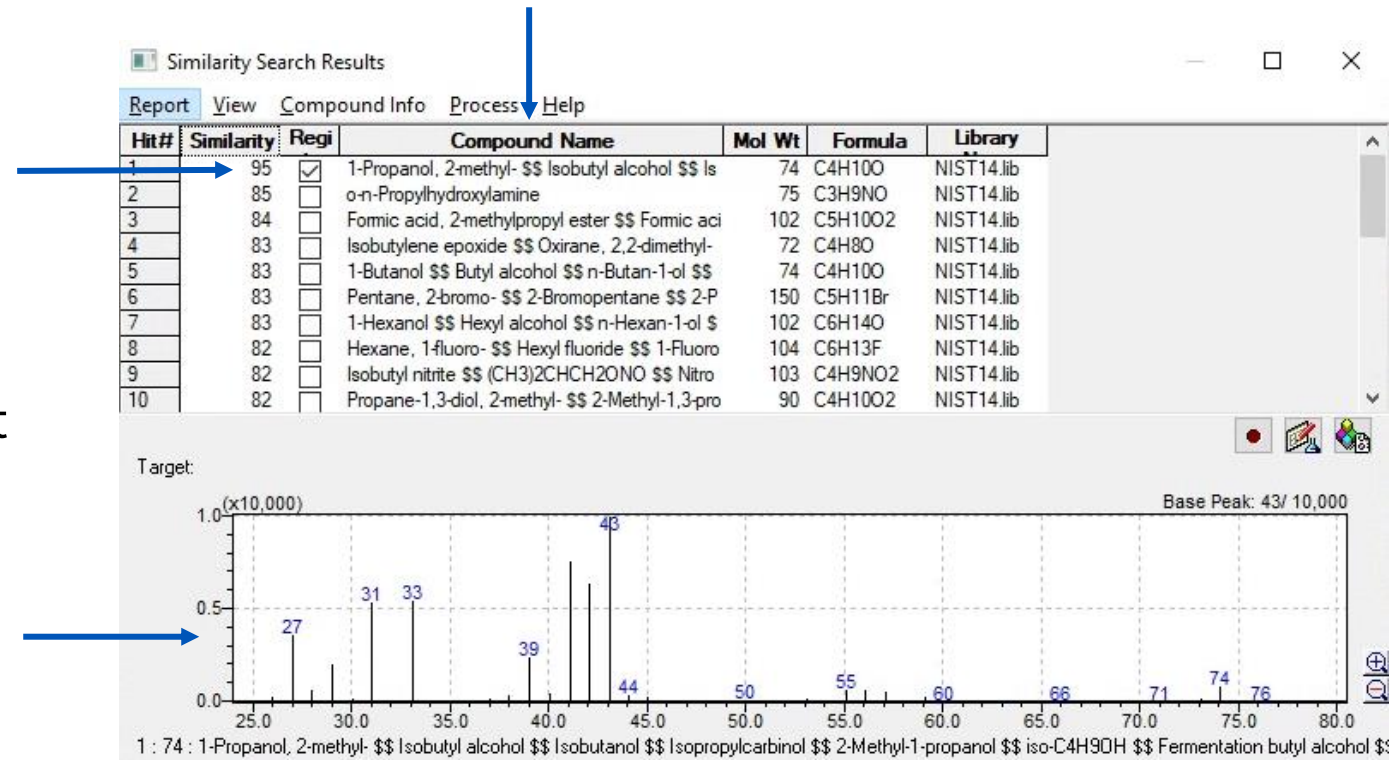 Similarity Search Results
Report View Compound Info Process Help
Hit# Similarity Regi Compound Name Mol Wt Formula Library
1 95 1-Propanol, 2-methyl- $$ Isobutyl alcohol $$ Is 74 C4H10O NIST14.lib
2 85 o-n-Propylhydroxylamine 75 C3H9NO NIST14.lib
3 84 Formic acid, 2-methylpropyl ester $$ Formic aci 102 C5H10O2 NIST14.lib
4 83 Isobutylene epoxide $$ Oxirane, 2,2-dimethyl- 72 C4H8O NIST14.lib
5 83 1-Butanol $$ Butyl alcohol $$ n-Butan-1-ol $$ 74 C4H10O NIST14.lib
6 83 Pentane, 2-bromo- $$ 2-Bromopentane $$ 2-P 150 C5H11Br NIST14.lib
7 83 1-Hexanol $$ Hexyl alcohol $$ n-Hexan-1-ol $ 102 C6H14O NIST14.lib
8 82 Hexane, 1-fluoro- $$ Hexyl fluoride $$ 1-Fluoro 104 C6H13F NIST14.lib
9 82 Isobutyl nitrite $$ (CH3)2CHCH2ONO $$ Nitro 103 C4H9NO2 NIST14.lib
10 82 Propane-1,3-diol, 2-methyl- $$ 2-Methyl-1,3-pro 90 C4H10O2 NIST14.lib
t
Target:
(x10,000) Base Peak: 43/ 10,000
1.0
43
31 33
0.5
27
39
44 50 55 60 66 71 74 76
0.0
25.0 30.0 35.0 40.0 45.0 50.0 55.0 60.0 65.0 70.0 75.0 80.0
1 : 74 : 1-Propanol, 2-methyl- $$ Isobutyl alcohol $$ Isobutanol $$ Isopropylcarbinol $$ 2-Methyl-1-propanol $$ iso-C4H9OH $$ Fermentation butyl alcohol $$